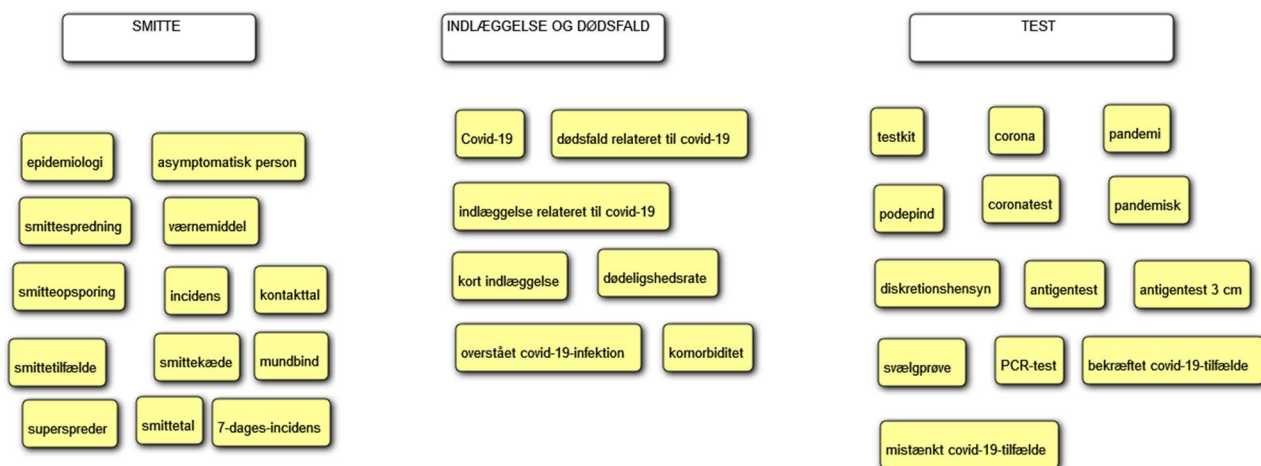 SMITTE
epidemiologi
asymptomatisk person
smittespredning
værnemiddel
smitteopsporing
incidens
kontakttal
smittetilfælde
smittekæde
mundbind
superspreder
smittetal
7-dages-incidens
INDLÆGGELSE OG DØDSFALD
Covid-19
dødsfald relateret til covid-19
indlæggelse relateret til covid-19
kort indlæggelse
dødeligshedsrate
overstået covid-19-infektion
komorbiditet
TEST
testkit
corona
pandemi
podepind
coronatest
pandemisk
diskretionshensyn
antigentest
antigentest 3 cm
svælgprøve
PCR-test
bekræftet covid-19-tilfælde
mistænkt covid-19-tilfælde